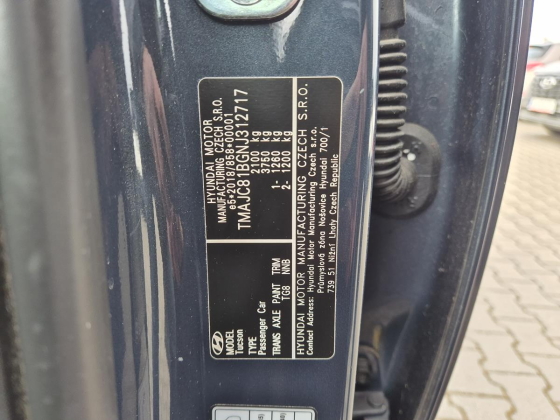 HYUNDAI MOTOR
MANUFACTURING CZECH S.R.O.
e5*2018/858*00001
TMAJC81BGNJ312717
2100 kg
3750 kg
1- 1260 kg
2- 1200 kg
MODEL
Tucson
TYPE
Passenger Car
TRANS AXLE PAINT TRIM
TG8 NNB
HYUNDAI MOTOR MANUFACTURING CZECH S.R.O.
Contact Address: Hyundai Motor Manufacturing Czech s.r.o.
Průmyslová zóna Nošovice Hyundai 700/1
739 51 Nižní Lhoty Czech Republic